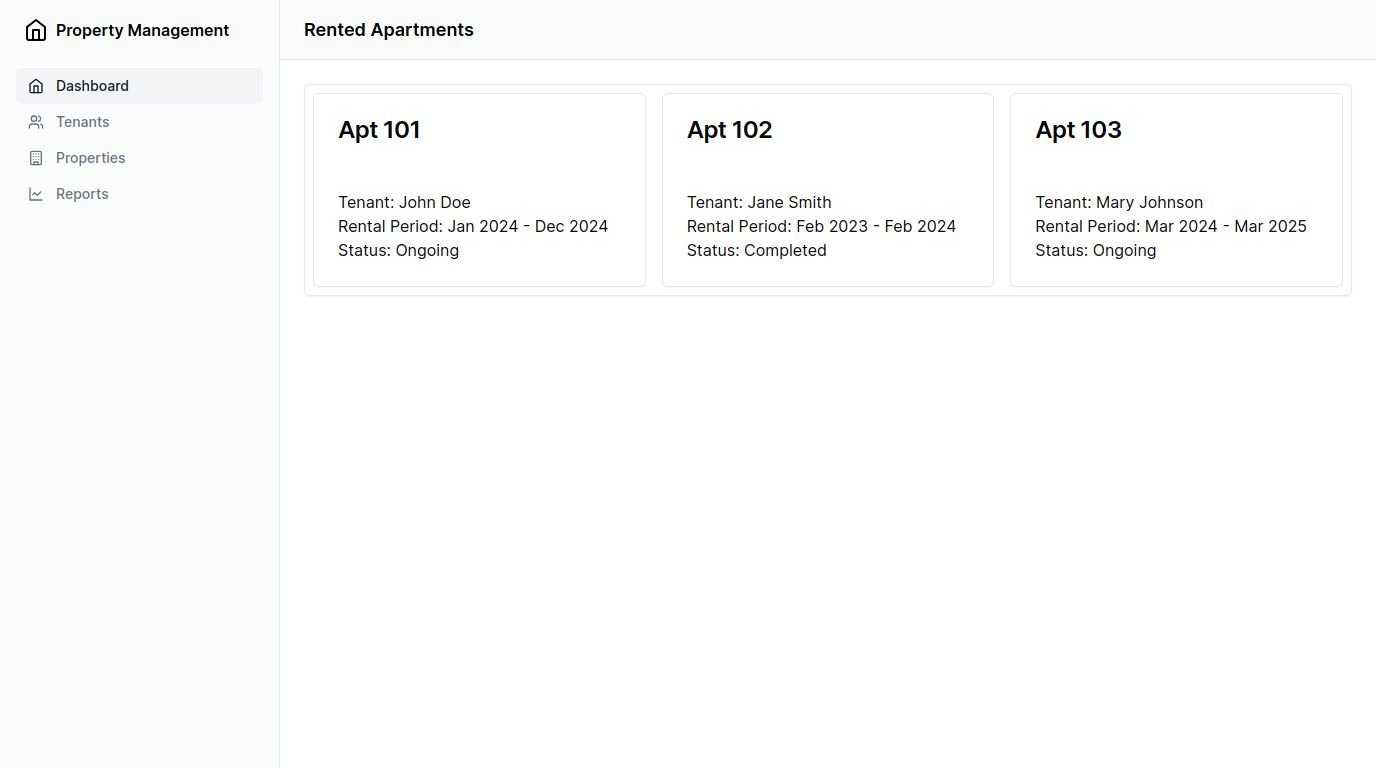 Property Management
Dashboard
Tenants
Properties
Reports
Rented Apartments
Apt 101
Tenant: John Doe
Rental Period: Jan 2024 - Dec 2024
Status: Ongoing
Apt 102
Tenant: Jane Smith
Rental Period: Feb 2023 - Feb 2024
Status: Completed
Apt 103
Tenant: Mary Johnson
Rental Period: Mar 2024 - Mar 2025
Status: Ongoing